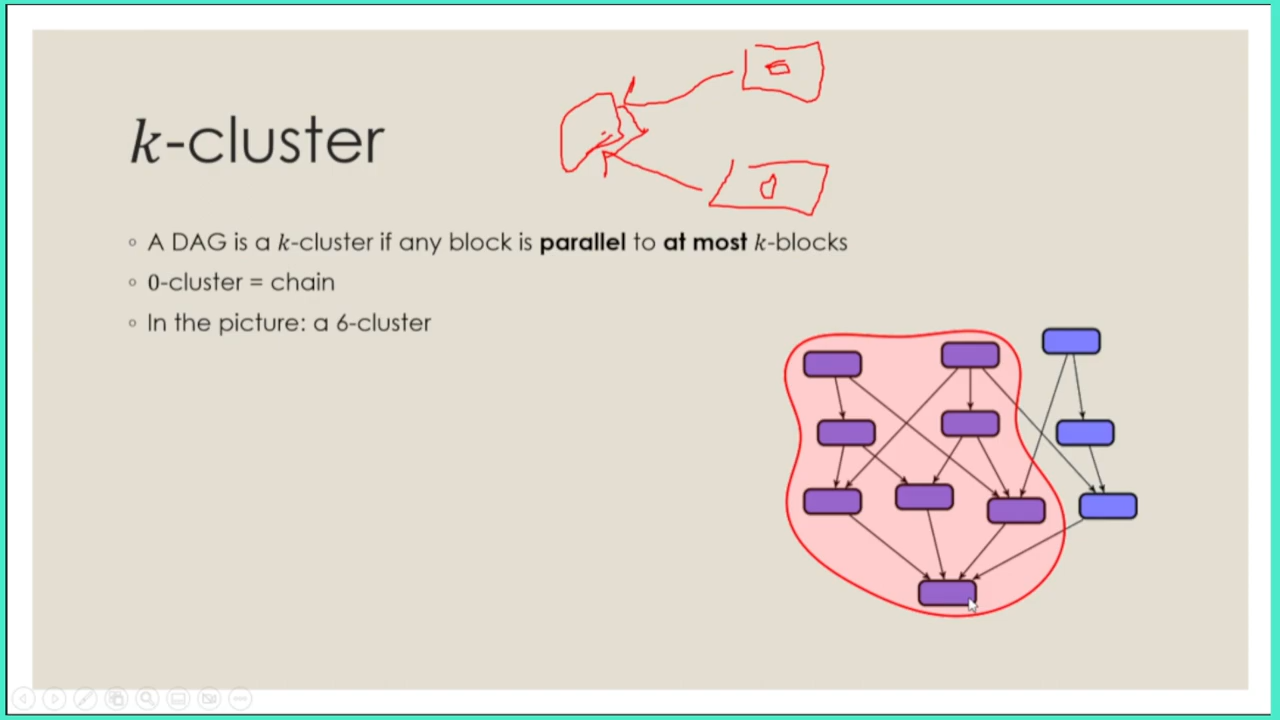 k-cluster
◦ A DAG is a k-cluster if any block is parallel to at most k-blocks
◦ 0-cluster = chain
◦ In the picture: a 6-cluster